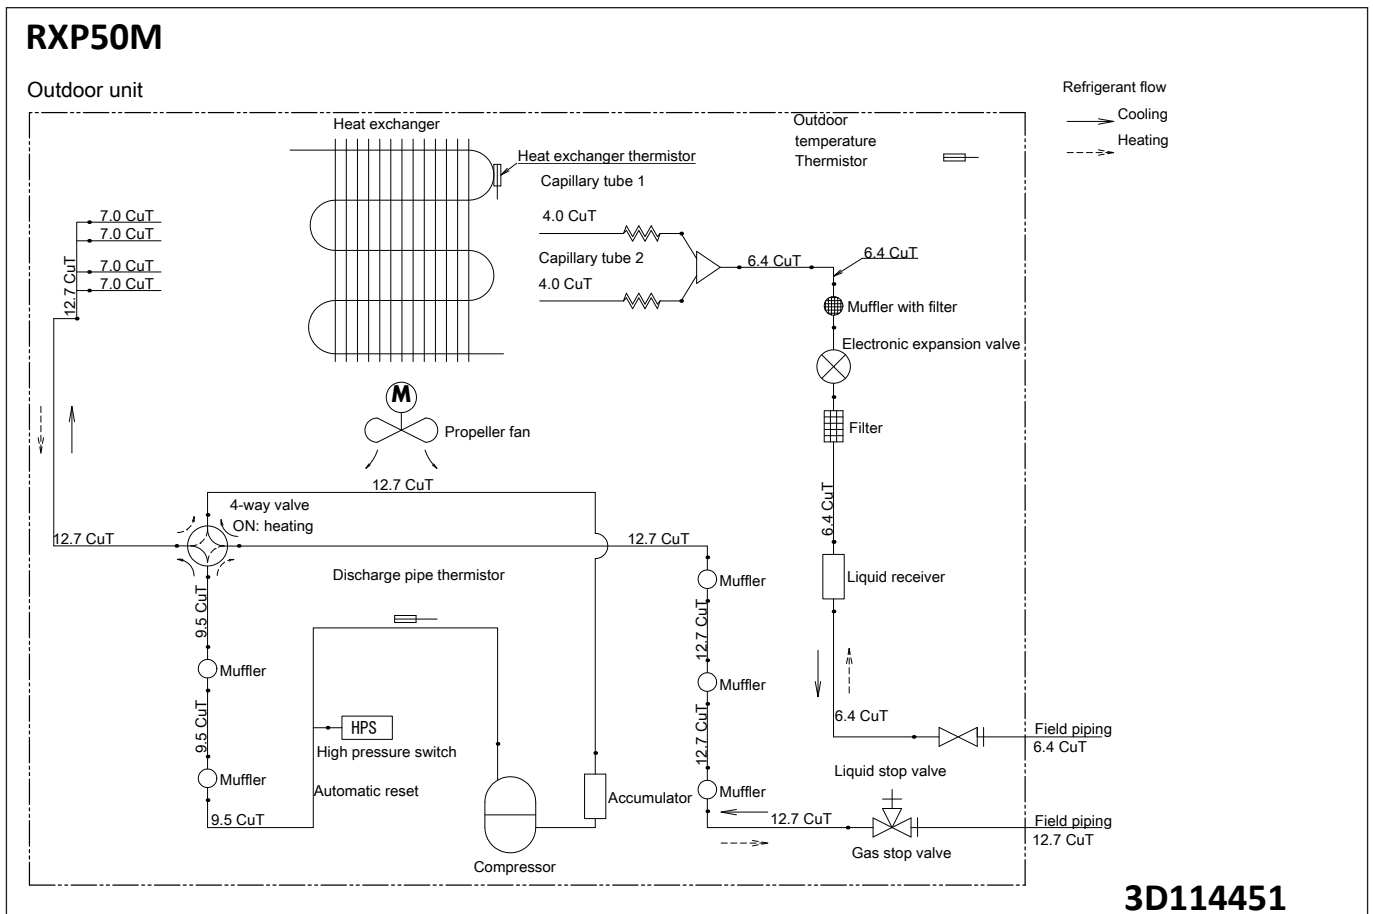 RXP50M
Outdoor unit
Refrigerant flow
Cooling
Heating
Heat exchanger
Outdoor
temperature
Thermistor
Heat exchanger thermistor
Capillary tube 1
4.0 CuT
Capillary tube 2
4.0 CuT
7.0 CuT
7.0 CuT
7.0 CuT
7.0 CuT
12.7 CuT
6.4 CuT
6.4 CuT
Muffler with filter
Electronic expansion valve
M
Propeller fan
Filter
12.7 CuT
4-way valve
ON: heating
12.7 CuT
12.7 CuT
6.4 CuT
Discharge pipe thermistor
Muffler
Liquid receiver
9.5 CuT
12.7 CuT
Muffler
Muffler
9.5 CuT
HPS
High pressure switch
12.7 CuT
6.4 CuT
Field piping
6.4 CuT
Muffler
Automatic reset
Liquid stop valve
Accumulator
Muffler
9.5 CuT
12.7 CuT
Field piping
12.7 CuT
Compressor
Gas stop valve
3D114451